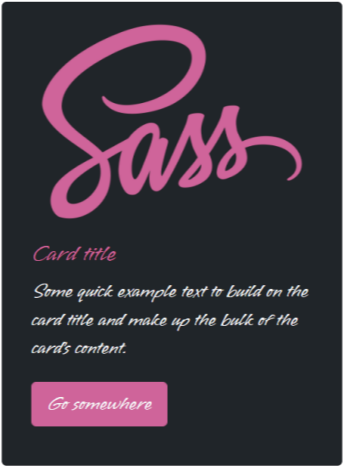 Sass
Card title
Some quick example text to build on the
card title and make up the bulk of the
card's content.
Go somewhere